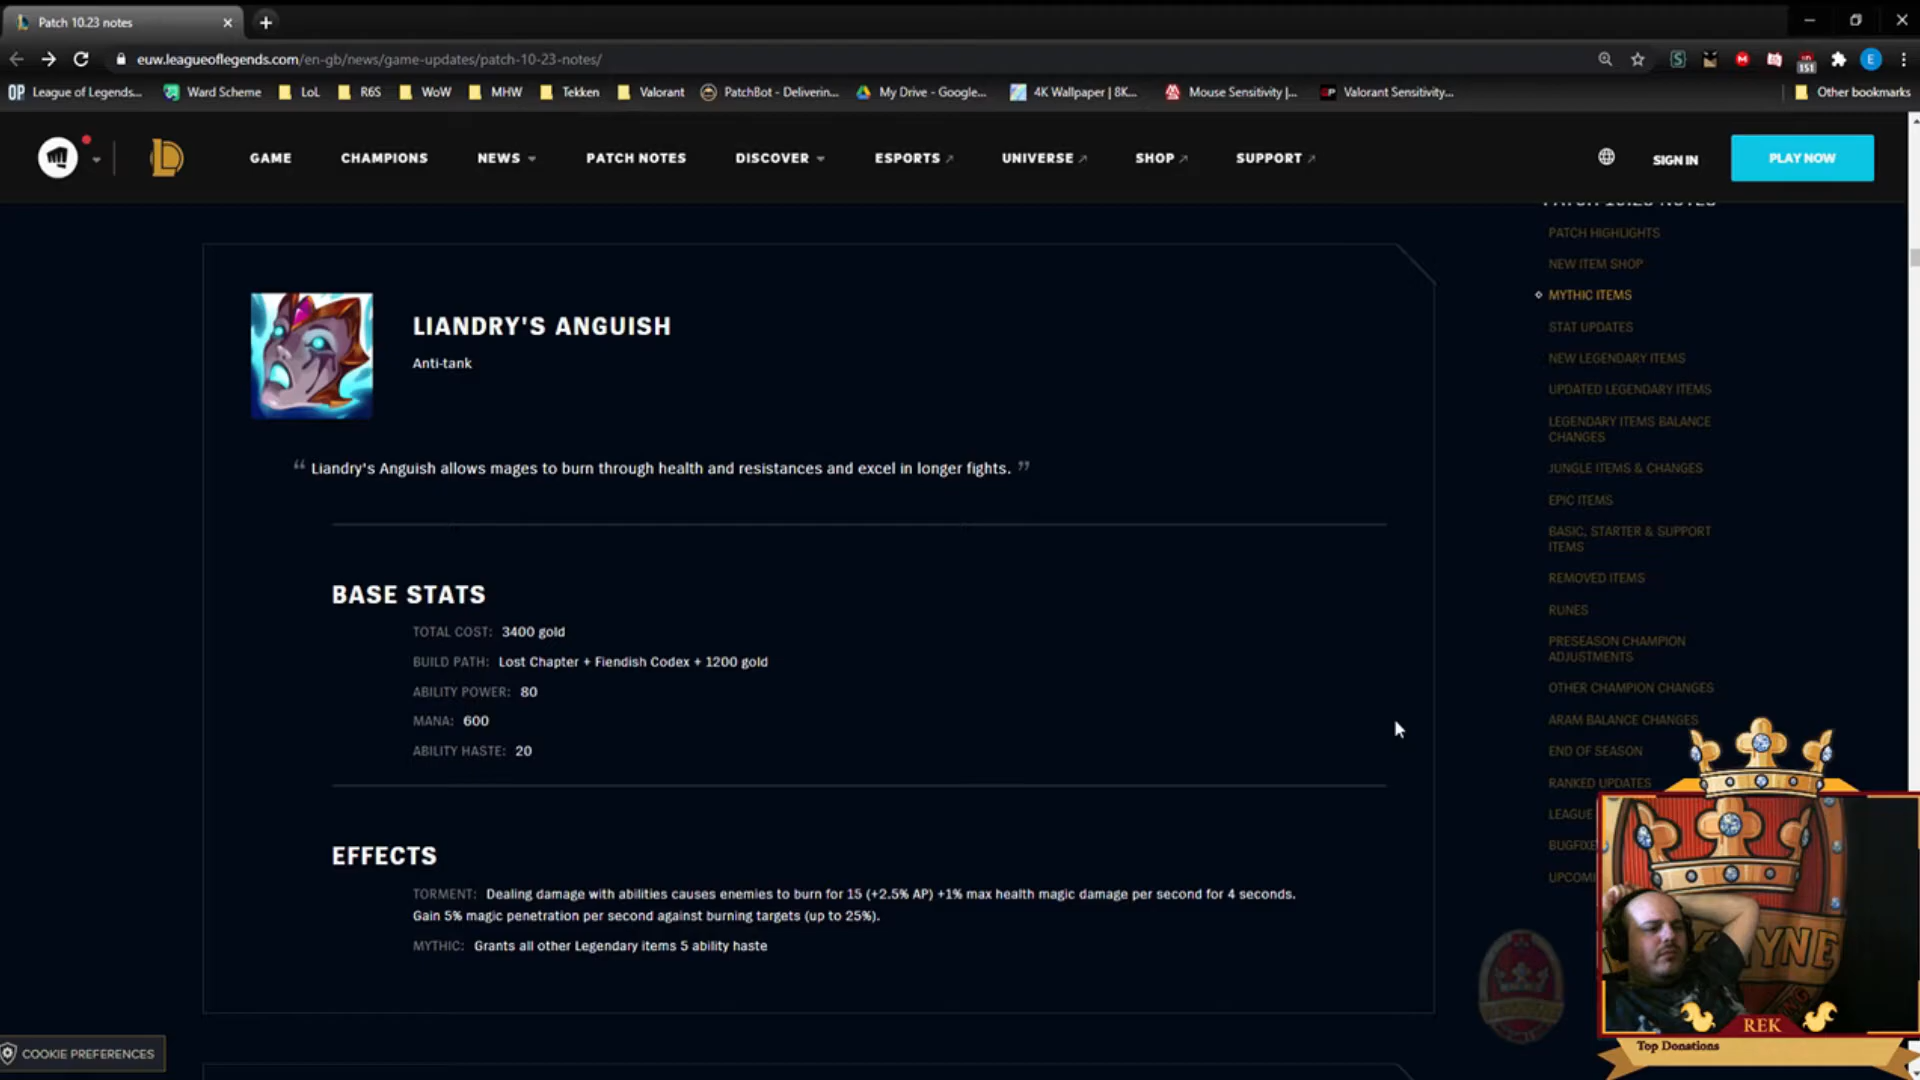 Patch 10.23 notes
euw.leagueoflegends.com/en-gb/news/game-updates/patch-10-23-notes/
151
E
OP League of Legends...
Ward Scheme
LoL
R6S
WoW
MHW
Tekken
Valorant
PatchBot - Deliverin...
My Drive - Google...
4K Wallpaper | 8K...
Mouse Sensitivity |...
Valorant Sensitivity...
Other bookmarks
GAME
CHAMPIONS
NEWS
PATCH NOTES
DISCOVER
ESPORTS
UNIVERSE
SHOP
SUPPORT
SIGN IN
PLAY NOW
LIANDRY'S ANGUISH
Anti-tank
“ Liandry's Anguish allows mages to burn through health and resistances and excel in longer fights. ”
BASE STATS
TOTAL COST: 3400 gold
BUILD PATH: Lost Chapter + Fiendish Codex + 1200 gold
ABILITY POWER: 80
MANA: 600
ABILITY HASTE: 20
EFFECTS
TORMENT: Dealing damage with abilities causes enemies to burn for 15 (+2.5% AP) +1% max health magic damage per second for 4 seconds.
Gain 5% magic penetration per second against burning targets (up to 25%).
MYTHIC: Grants all other Legendary items 5 ability haste
PATCH 10.23 NOTES
PATCH HIGHLIGHTS
NEW ITEM SHOP
MYTHIC ITEMS
STAT UPDATES
NEW LEGENDARY ITEMS
UPDATED LEGENDARY ITEMS
LEGENDARY ITEMS BALANCE
CHANGES
JUNGLE ITEMS & CHANGES
EPIC ITEMS
BASIC, STARTER & SUPPORT
ITEMS
REMOVED ITEMS
RUNES
PRESEASON CHAMPION
ADJUSTMENTS
OTHER CHAMPION CHANGES
ARAM BALANCE CHANGES
END OF SEASON
RANKED UPDATES
LEAGUE
BUGFIXE
UPCOMI
YNE
REK
Top Donations
COOKIE PREFERENCES